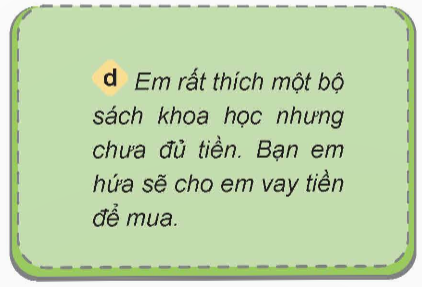 d Em rất thích một bộ
sách khoa học nhưng
chưa đủ tiền. Bạn em
hứa sẽ cho em vay tiền
để mua.